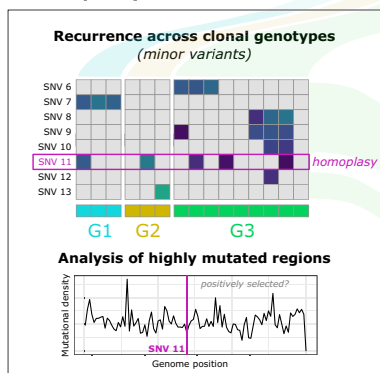 Recurrence across clonal genotypes
(minor variants)
SNV 6
SNV 7
SNV 8
SNV 9
SNV 10
SNV 11
homoplasy
SNV 12
SNV 13
G1 G2 G3
Analysis of highly mutated regions
positively selected?
Mutational density
SNV 11
Genome position